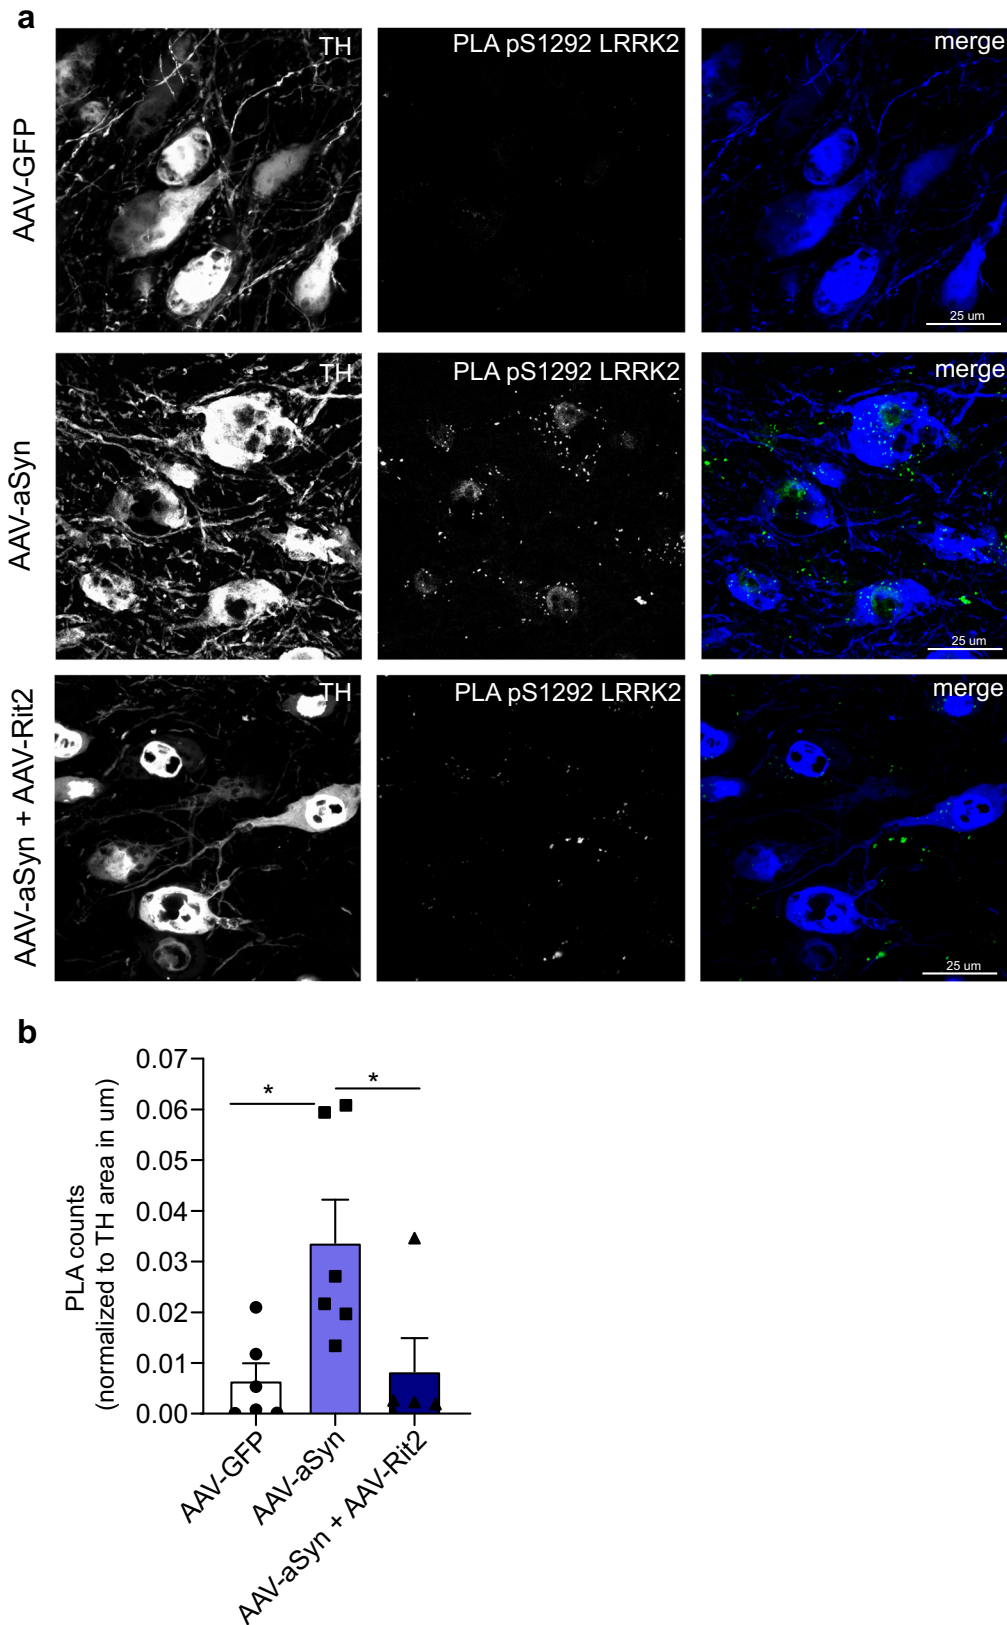 a
TH
PLA pS1292 LRRK2
merge
AAV-GFP
25 um
TH
PLA pS1292 LRRK2
merge
AAV-aSyn
25 um
TH
PLA pS1292 LRRK2
merge
AAV-aSyn + AAV-Rit2
25 um
b
0.07
0.06
0.05
0.04
0.03
0.02
0.01
0.00
PLA counts
(normalized to TH area in um)
*
*
AAV-GFP
AAV-aSyn
AAV-aSyn + AAV-Rit2